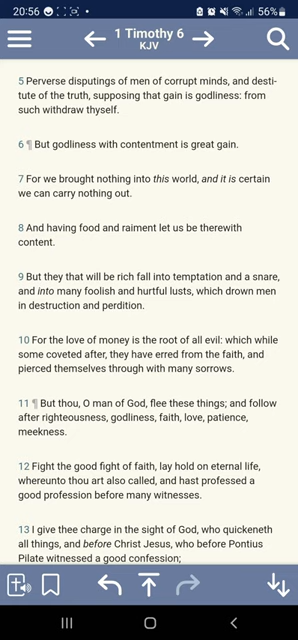 20:56
56%
1 Timothy 6
KJV
5 Perverse disputings of men of corrupt minds, and desti-
tute of the truth, supposing that gain is godliness: from
such withdraw thyself.
6 ¶ But godliness with contentment is great gain.
7 For we brought nothing into this world, and it is certain
we can carry nothing out.
8 And having food and raiment let us be therewith
content.
9 But they that will be rich fall into temptation and a snare,
and into many foolish and hurtful lusts, which drown men
in destruction and perdition.
10 For the love of money is the root of all evil: which while
some coveted after, they have erred from the faith, and
pierced themselves through with many sorrows.
11 ¶ But thou, O man of God, flee these things; and follow
after righteousness, godliness, faith, love, patience,
meekness.
12 Fight the good fight of faith, lay hold on eternal life,
whereunto thou art also called, and hast professed a
good profession before many witnesses.
13 I give thee charge in the sight of God, who quickeneth
all things, and before Christ Jesus, who before Pontius
Pilate witnessed a good confession;